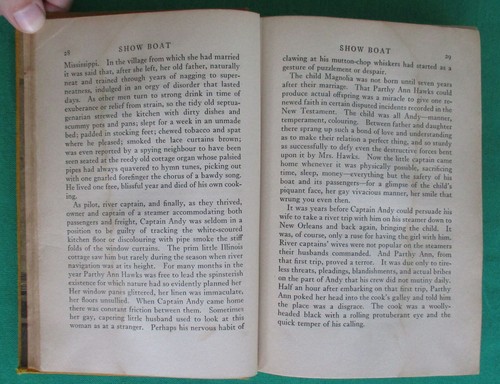 28 SHOW BOAT
Mississippi. In the village from which she had married
it was said that, after she left, her old father, naturally
neat and trained through years of nagging to super-
neatness, indulged in an orgy of disorder that lasted
days. As other men turn to strong drink in time of
exuberance or relief from strain, so the tidy old septua-
genarian strewed the kitchen with dirty dishes and
scummy pots and pans; slept for a week in an unmade
bed; padded in stocking feet; chewed tobacco and spat
where he pleased; smoked the lace curtains brown;
was even reported by a spying neighbour to have been
seen seated at the reedy old cottage organ whose palsied
pipes had always quavered to hymn tunes, picking out
with one gnarled forefinger the chorus of a bawdy song.
He lived one free, blissful year and died of his own cook-
ing.
As pilot, river captain, and finally, as they thrived,
owner and captain of a steamer accommodating both
passengers and freight, Captain Andy was seldom in a
position to be guilty of tracking the white-scoured
kitchen floor or discolouring with pipe smoke the stiff
folds of the window curtains. The prim little Illinois
cottage saw him but rarely during the season when river
navigation was at its height. For many months in the
year Parthy Ann Hawks was free to lead the spinsterish
existence for which nature had so evidently planned her
Her window panes glittered, her linen was immaculate,
her floors unsullied. When Captain Andy came home
there was constant friction between them. Sometimes
her gay, capering little husband used to look at this
woman as at a stranger. Perhaps his nervous habit of
SHOW BOAT 29
clawing at his mutton-chop whiskers had started as a
gesture of puzzlement or despair.
The child Magnolia was not born until seven years
after their marriage. That Parthy Ann Hawks could
produce actual offspring was a miracle to give one re-
newed faith in certain disputed incidents recorded in the
New Testament. The child was all Andy—manner,
temperament, colouring. Between father and daughter
there sprang up such a bond of love and understanding
as to make their relation a perfect thing, and so sturdy
as successfully to defy even the destructive forces bent
upon it by Mrs. Hawks. Now the little captain came
home whenever it was physically possible, sacrificing
time, sleep, money—everything but the safety of his
boat and its passengers—for a glimpse of the child's
piquant face, her gay vivacious manner, her smile that
wrung you even then.
It was years before Captain Andy could persuade his
wife to take a river trip with him on his steamer down to
New Orleans and back again, bringing the child. It
was, of course, only a ruse for having the girl with him.
River captains' wives were not popular on the steamers
their husbands commanded. And Parthy Ann, from
that first trip, proved a terror. It was due only to tire-
less threats, pleadings, blandishments, and actual bribes
on the part of Andy that his crew did not mutiny daily.
Half an hour after embarking on that first trip, Parthy
Ann poked her head into the cook's galley and told him
the place was a disgrace. The cook was a woolly-
headed black with a rolling protuberant eye and the
quick temper of his calling.